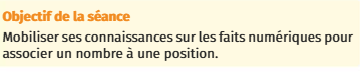 Objectif de la séance
Mobiliser ses connaissances sur les faits numériques pour
associer un nombre à une position.